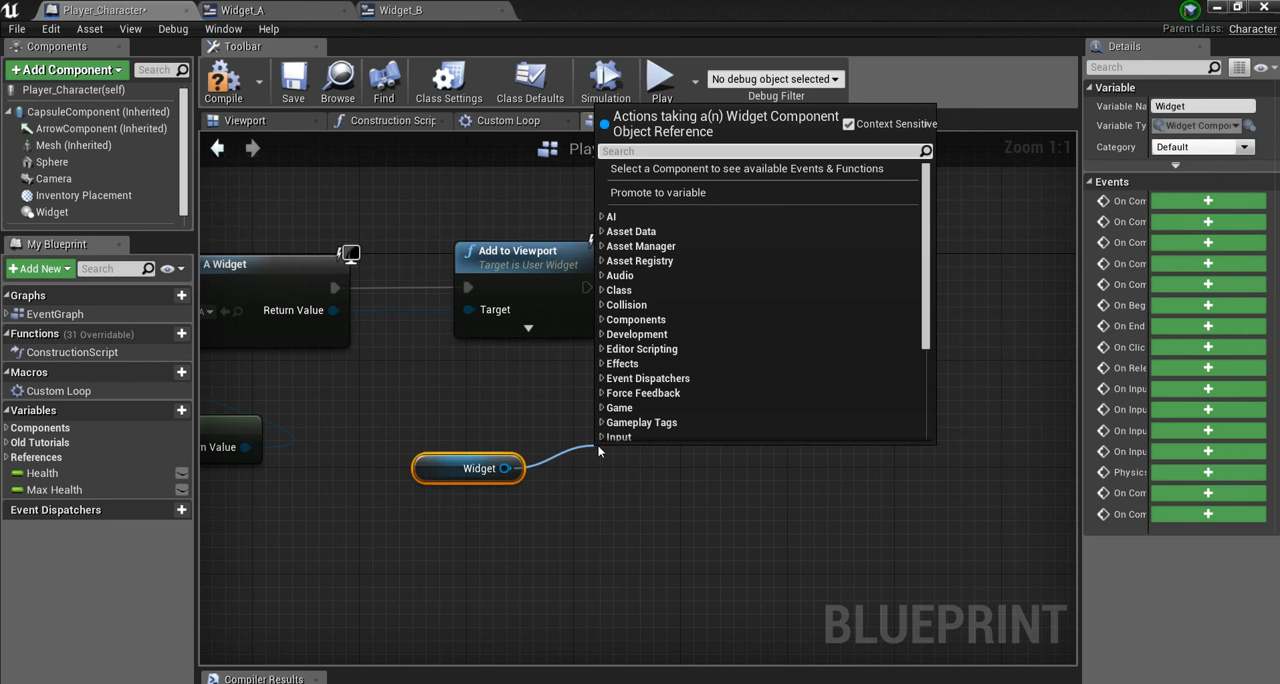 Player_Character*
Widget_A
Widget_B
File Edit Asset View Debug Window Help
Parent class: Character
Components
Toolbar
Details
+ Add Component
Search
Compile
Save
Browse
Find
Class Settings
Class Defaults
Simulation
Play
No debug object selected
Debug Filter
Search
Player_Character(self)
CapsuleComponent (Inherited)
ArrowComponent (Inherited)
Mesh (Inherited)
Sphere
Camera
Inventory Placement
Widget
Variable
Variable Na Widget
Variable Ty Widget Compo
Category Default
Viewport
Construction Scrip
Custom Loop
Pla
Zoom 1:1
Actions taking a(n) Widget Component
Object Reference
Context Sensitive
Search
Select a Component to see available Events & Functions
Promote to variable
AI
Asset Data
Asset Manager
Asset Registry
Audio
Class
Collision
Components
Development
Editor Scripting
Effects
Event Dispatchers
Force Feedback
Game
Gameplay Tags
Input
My Blueprint
+ Add New
Search
Graphs
EventGraph
Functions (31 Overridable)
ConstructionScript
Macros
Custom Loop
Variables
Components
Old Tutorials
References
Health
Max Health
Event Dispatchers
A Widget
Return Value
Add to Viewport
Target is User Widget
Target
n Value
Widget
Events
On Com
On Com
On Com
On Com
On Com
On Beg
On End
On Clic
On Rele
On Inpu
On Inpu
On Inpu
On Inpu
Physic
On Com
On Com
BLUEPRINT
Compiler Results